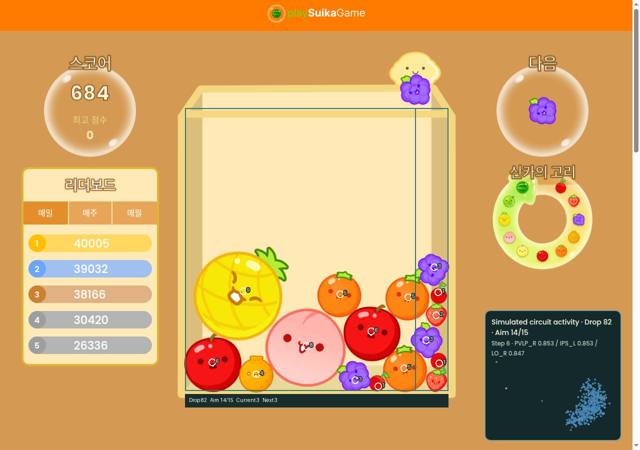 playSuikaGame
스코어
684
최고 점수
0
다음
리더보드
매일 매주 매월
1 40005
2 39032
3 38166
4 30420
5 26336
신카의 고리
Simulated circuit activity · Drop 82
· Aim 14/15
Step 6 · PVLP_R 0.853 / IPS_L 0.853 /
LO_R 0.847
Drop82 Aim 14/15 Current3 Next3